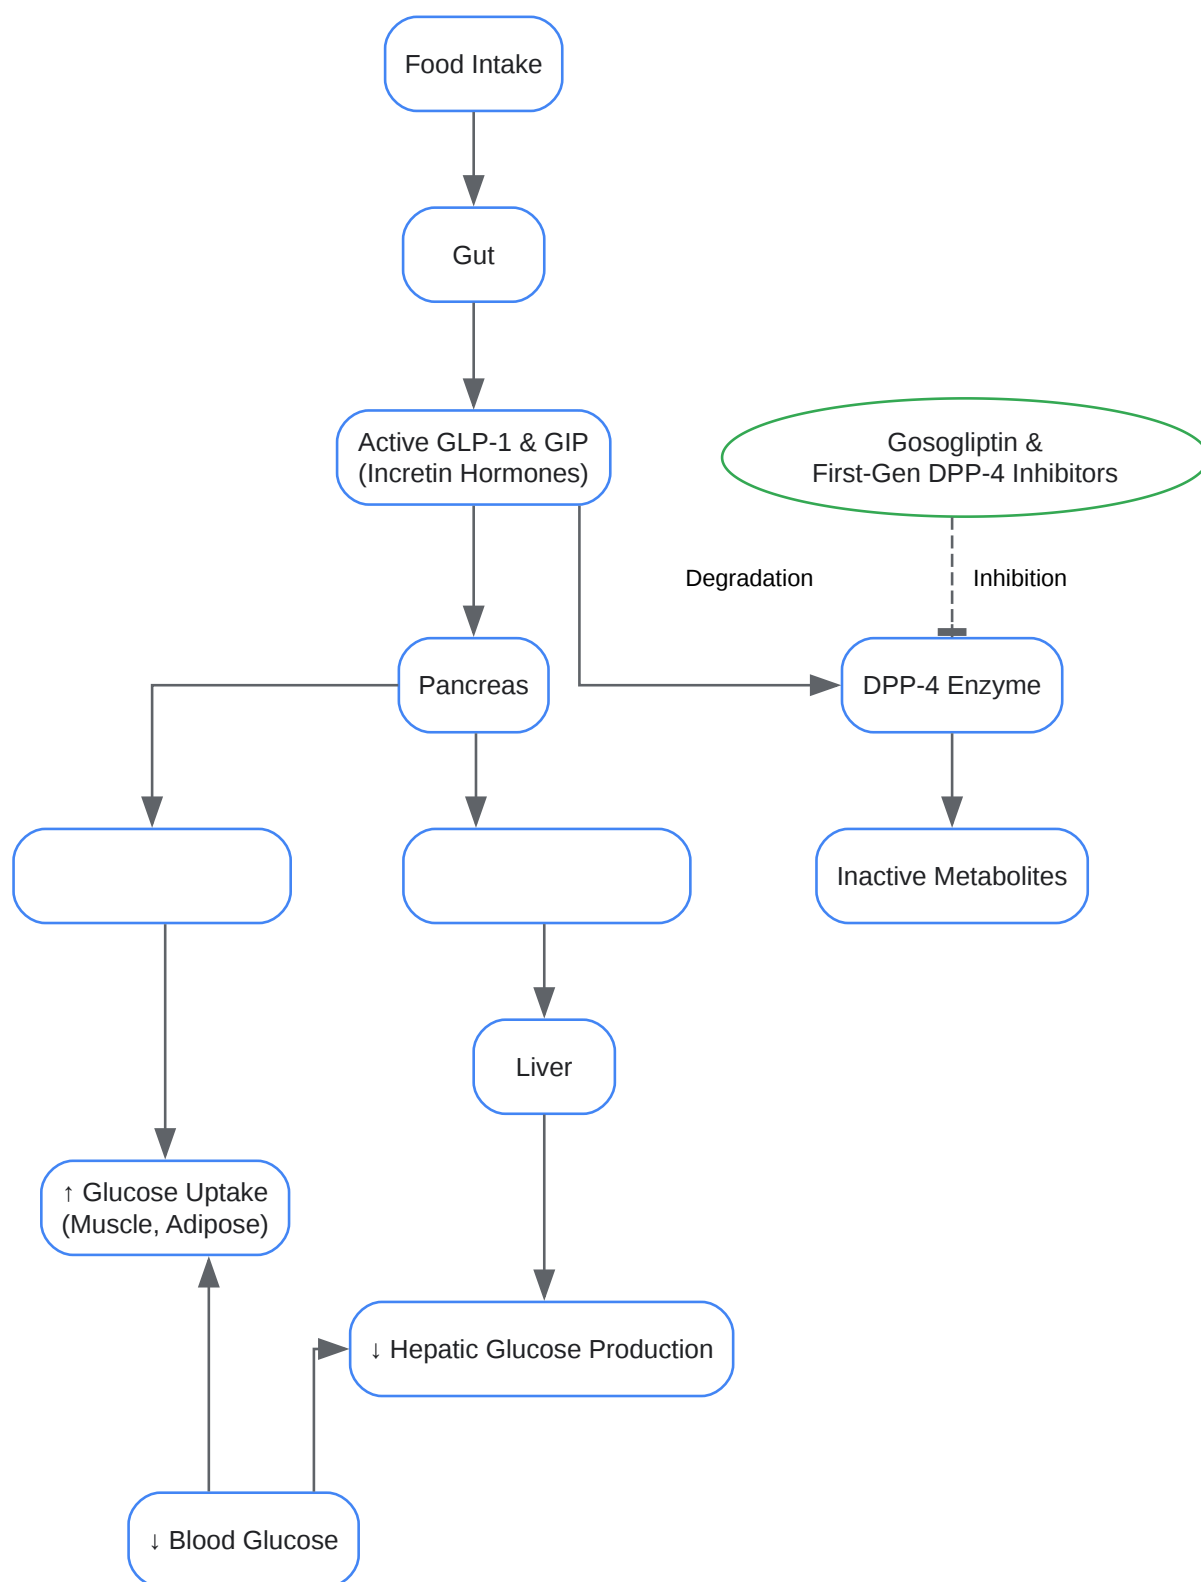 Food Intake
Gut
Active GLP-1 & GIP
(Incretin Hormones)
Gosogliptin &
First-Gen DPP-4 Inhibitors
Degradation
Inhibition
Pancreas
DPP-4 Enzyme
Inactive Metabolites
Liver
↑ Glucose Uptake
(Muscle, Adipose)
↓ Hepatic Glucose Production
↓ Blood Glucose